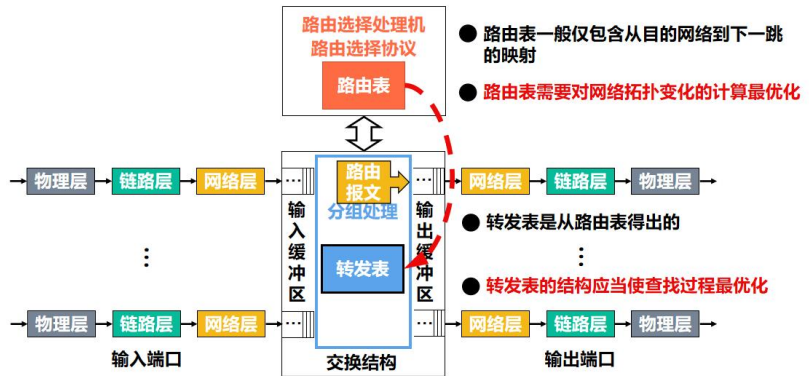 路由选择处理机
路由选择协议
路由表
● 路由表一般仅包含从目的网络到下一跳
的映射
● 路由表需要对网络拓扑变化的计算最优化
物理层
链路层
网络层
...
输入缓冲区
路由
报文
分组处理
转发表
...
输出缓冲区
网络层
链路层
物理层
● 转发表是从路由表得出的
...
...
● 转发表的结构应当使查找过程最优化
物理层
链路层
网络层
...
...
网络层
链路层
物理层
输入端口
交换结构
输出端口